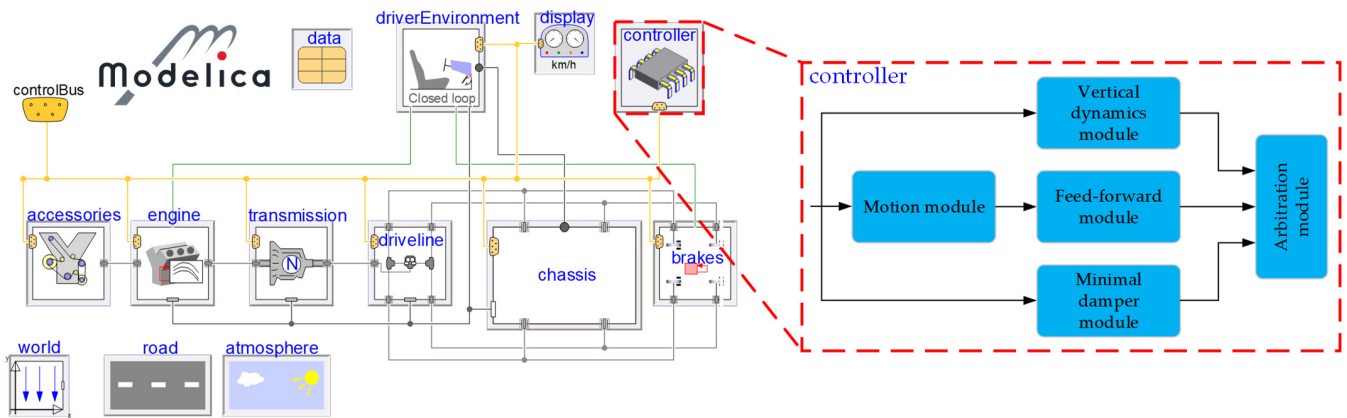 Modelica
data
driverEnvironment
Closed loop
display
km/h
controller
controlBus
accessories
engine
transmission
N
driveline
chassis
brakes
world
y
x
road
atmosphere
controller
Vertical
dynamics
module
Motion module
Feed-forward
module
Minimal
damper
module
Arbitration
module